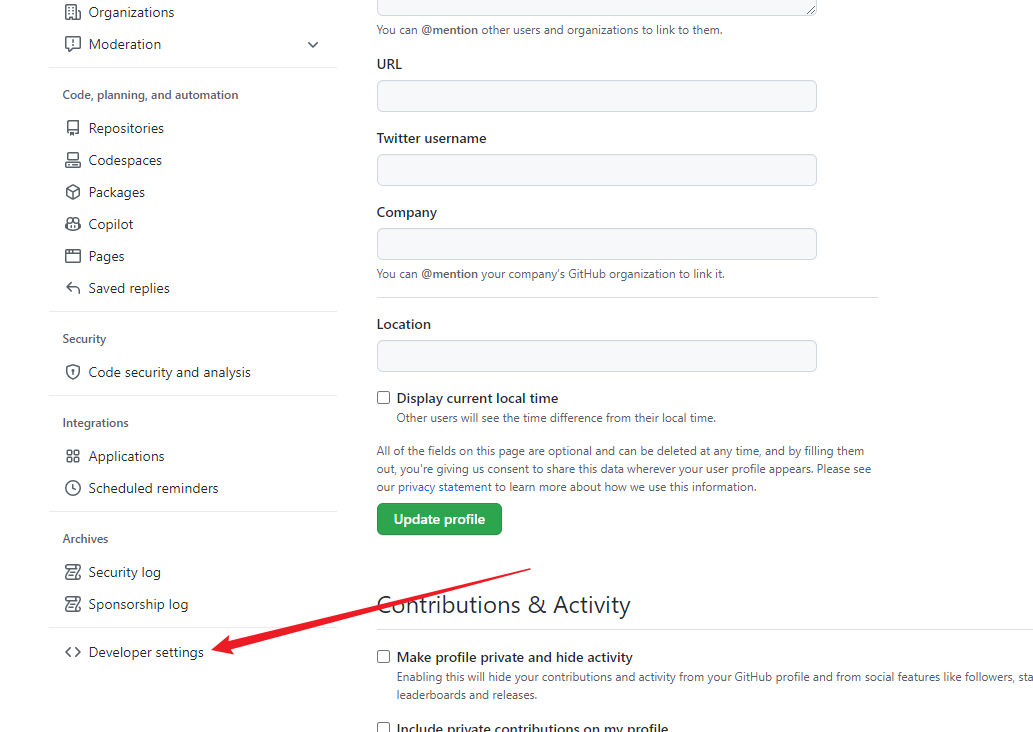 Organizations
Moderation
Code, planning, and automation
Repositories
Codespaces
Packages
Copilot
Pages
Saved replies
Security
Code security and analysis
Integrations
Applications
Scheduled reminders
Archives
Security log
Sponsorship log
Developer settings
You can @mention other users and organizations to link to them.
URL
Twitter username
Company
You can @mention your company's GitHub organization to link it.
Location
Display current local time
Other users will see the time difference from their local time.
All of the fields on this page are optional and can be deleted at any time, and by filling them
out, you're giving us consent to share this data wherever your user profile appears. Please see
our privacy statement to learn more about how we use this information.
Update profile
Contributions & Activity
Make profile private and hide activity
Enabling this will hide your contributions and activity from your GitHub profile and from social features like followers, sta
leaderboards and releases.
Include private contributions on my profile